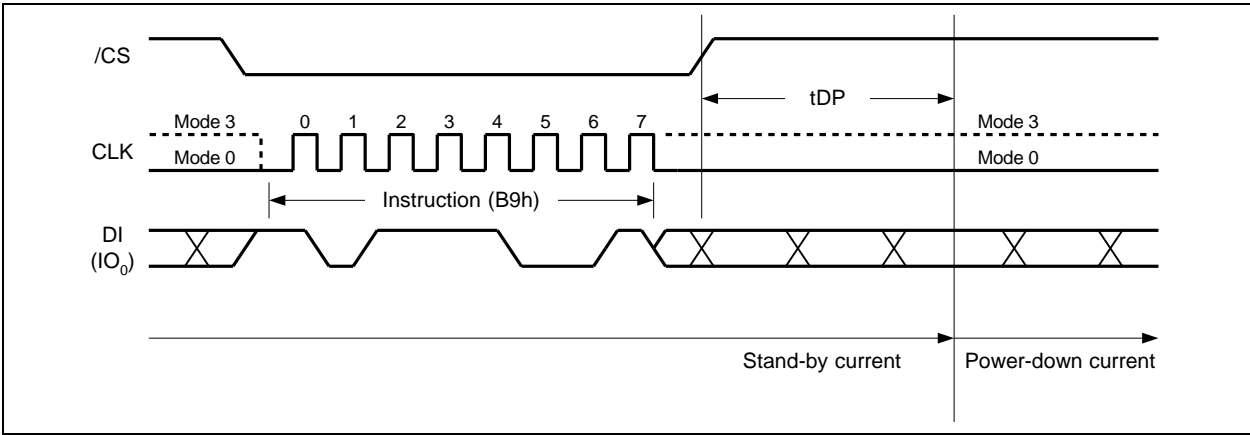 /CS
tDP
Mode 3
0 1 2 3 4 5 6 7
Mode 3
CLK
Mode 0
Mode 0
Instruction (B9h)
DI
(IO₀)
Stand-by current
Power-down current